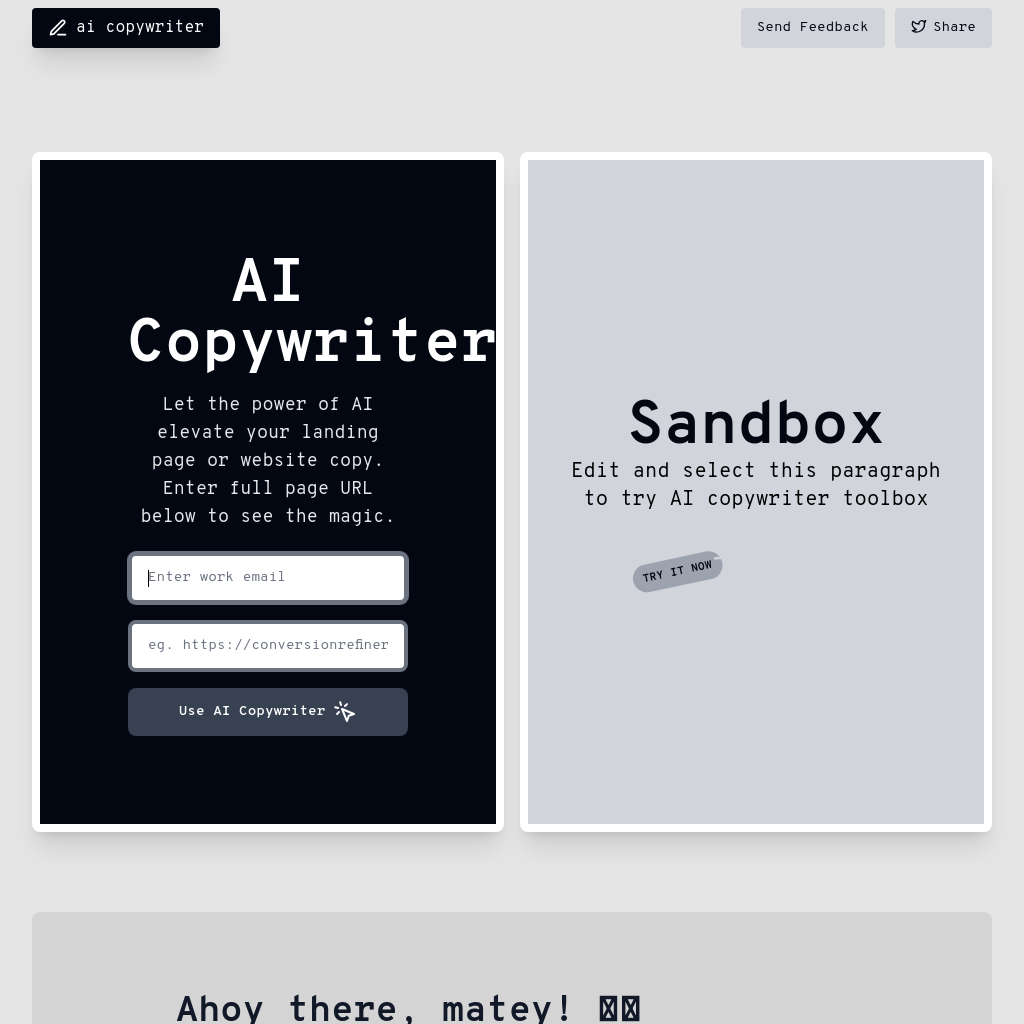 ai copywriter
Send Feedback
Share
AI
Copywriter
Let the power of AI
elevate your landing
page or website copy.
Enter full page URL
below to see the magic.
Enter work email
eg. https://conversionrefiner
Use AI Copywriter
Sandbox
Edit and select this paragraph
to try AI copywriter toolbox
TRY IT NOW
Ahoy there, matey!